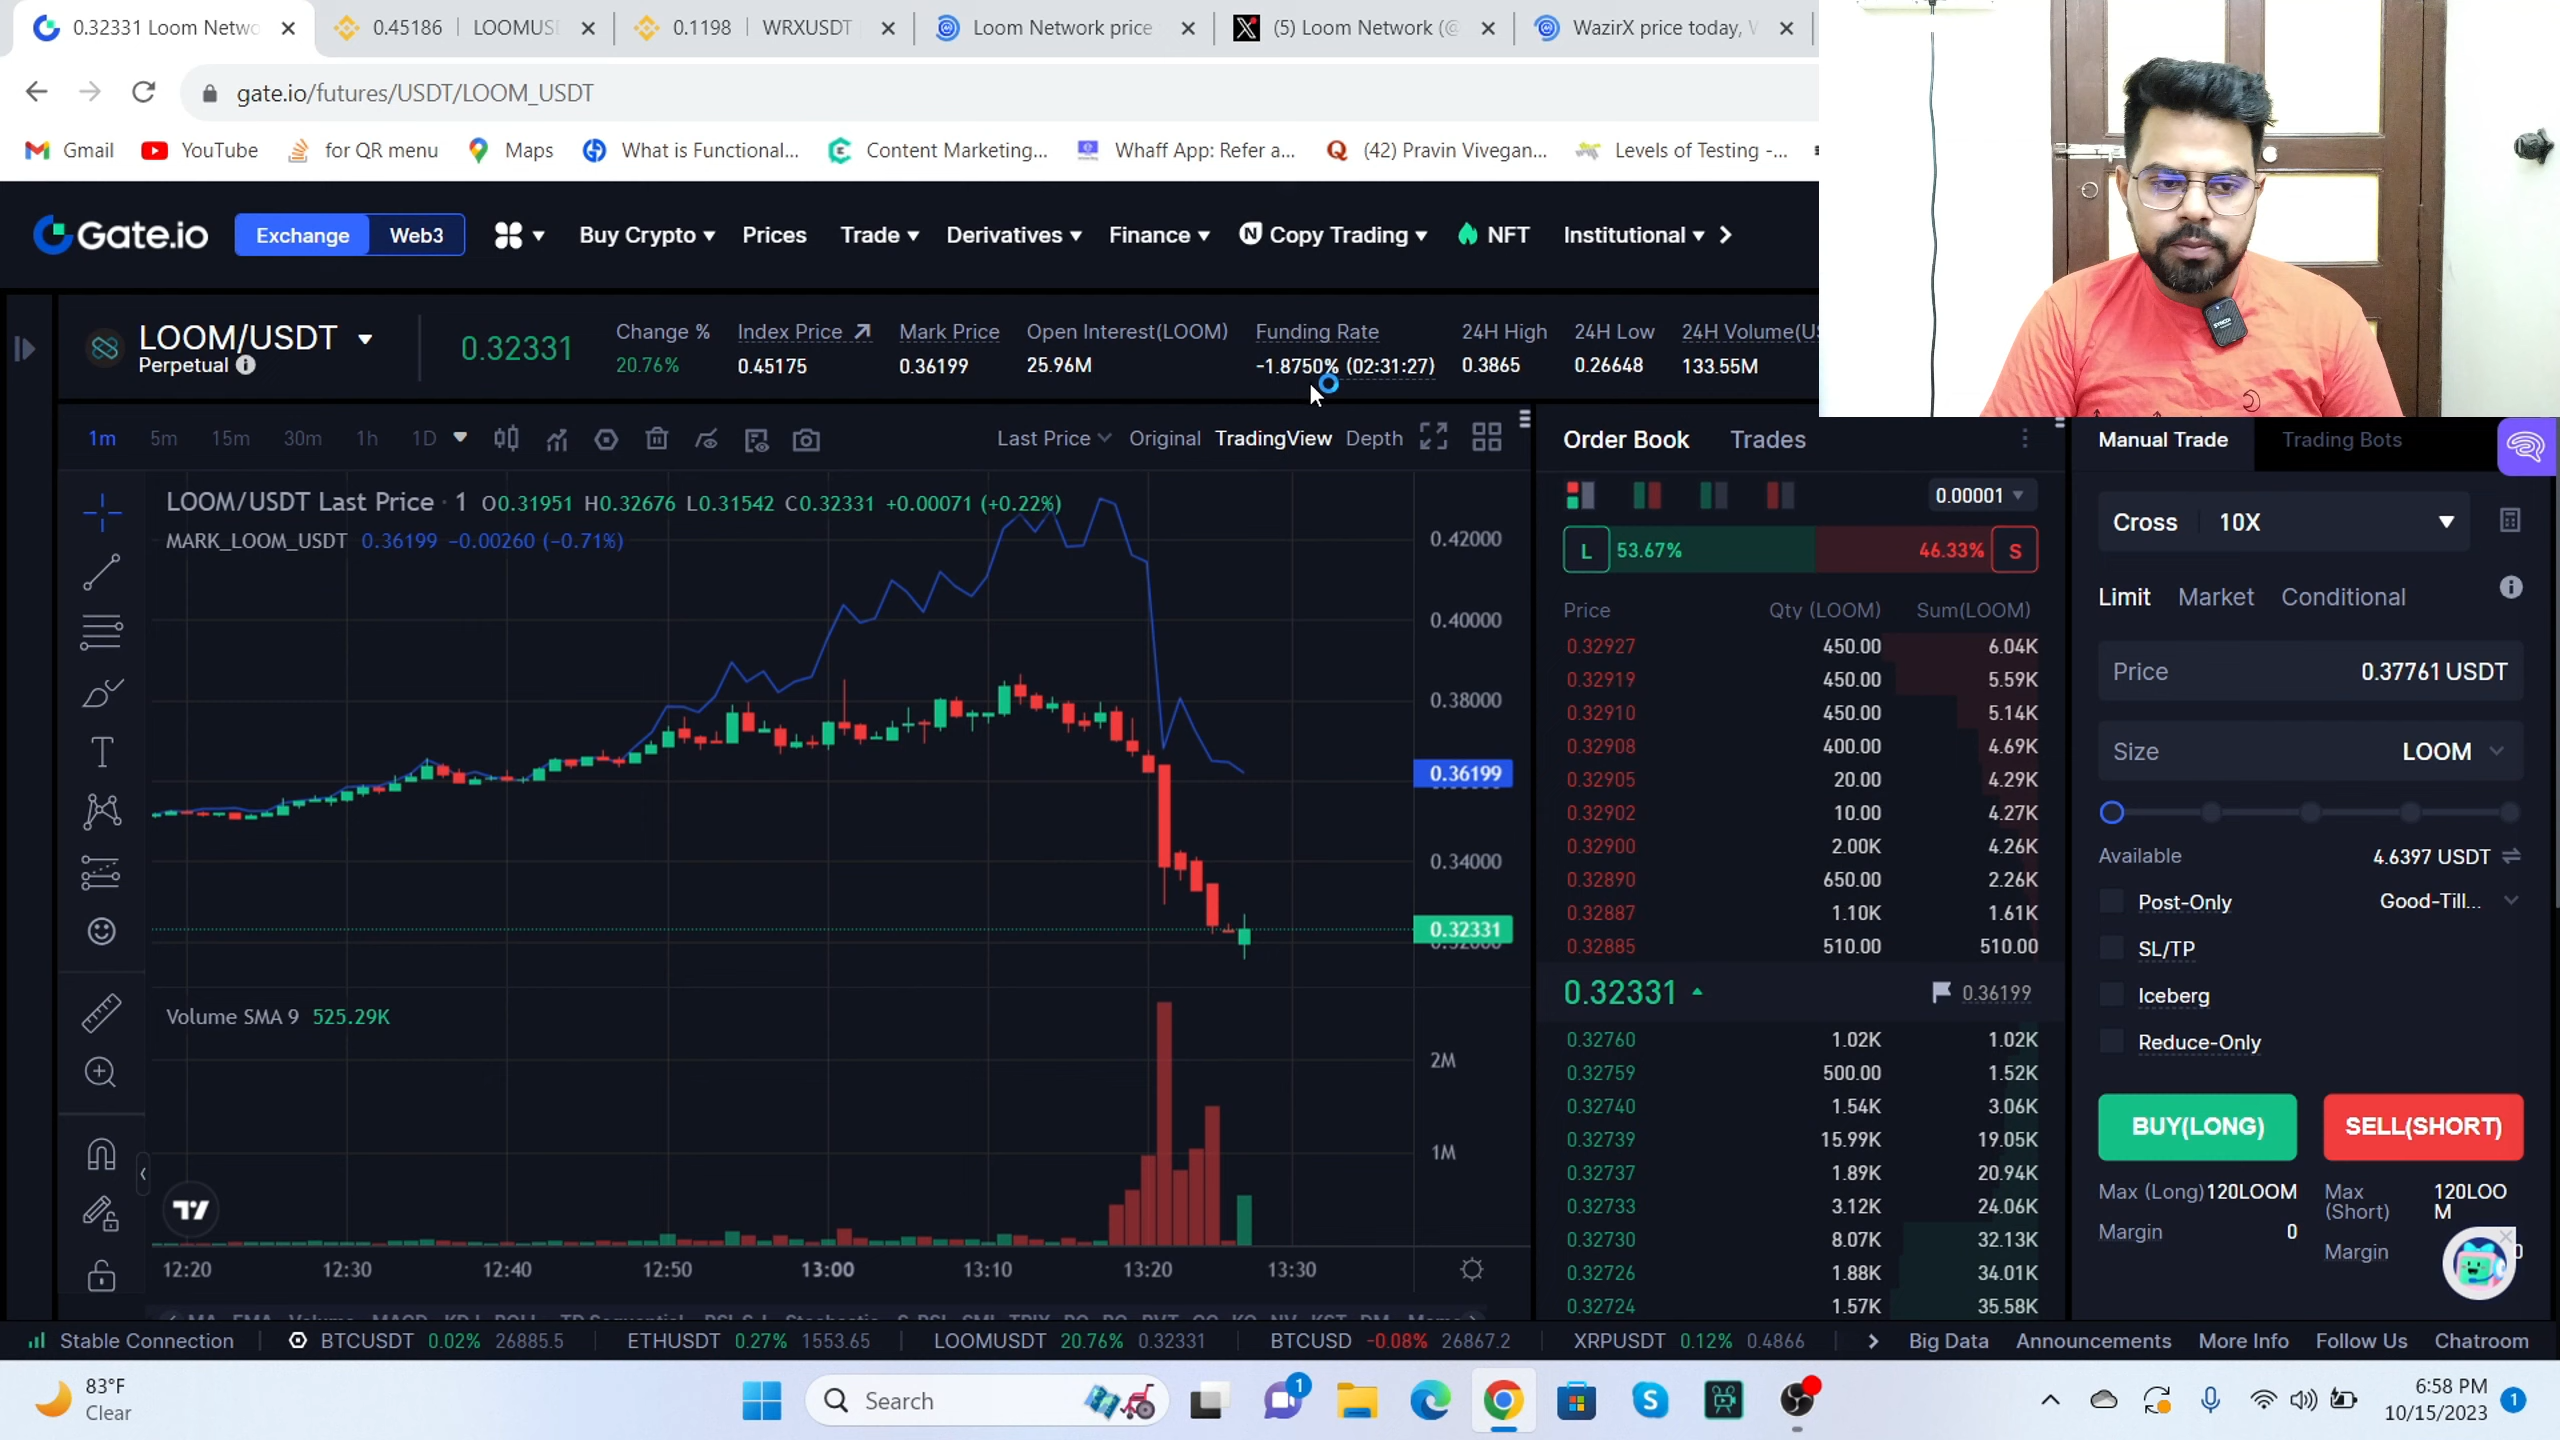 0.32331 Loom Netwo
0.45186 | LOOMUS
0.1198 | WRXUSDT
Loom Network price
(5) Loom Network (@
WazirX price today, W
gate.io/futures/USDT/LOOM_USDT
Gmail
YouTube
for QR menu
Maps
What is Functional...
Content Marketing...
Whaff App: Refer a...
(42) Pravin Vivegan...
Levels of Testing -...
Gate.io
Exchange
Web3
Buy Crypto
Prices
Trade
Derivatives
Finance
Copy Trading
NFT
Institutional
LOOM/USDT
Perpetual
0.32331
Change %
20.76%
Index Price
0.45175
Mark Price
0.36199
Open Interest(LOOM)
25.96M
Funding Rate
-1.8750% (02:31:27)
24H High
0.3865
24H Low
0.26648
24H Volume(U
133.55M
1m 5m 15m 30m 1h 1D
Last Price Original TradingView Depth
LOOM/USDT Last Price · 1 O0.31951 H0.32676 L0.31542 C0.32331 +0.00071 (+0.22%)
MARK_LOOM_USDT 0.36199 -0.00260 (-0.71%)
0.42000
0.40000
0.38000
0.36199
0.34000
0.32331
Volume SMA 9 525.29K
2M
1M
12:20 12:30 12:40 12:50 13:00 13:10 13:20 13:30
Order Book Trades
0.00001
L 53.67% 46.33% S
Price Qty (LOOM) Sum(LOOM)
0.32927 450.00 6.04K
0.32919 450.00 5.59K
0.32910 450.00 5.14K
0.32908 400.00 4.69K
0.32905 20.00 4.29K
0.32902 10.00 4.27K
0.32900 2.00K 4.26K
0.32890 650.00 2.26K
0.32887 1.10K 1.61K
0.32885 510.00 510.00
0.32331 0.36199
0.32760 1.02K 1.02K
0.32759 500.00 1.52K
0.32740 1.54K 3.06K
0.32739 15.99K 19.05K
0.32737 1.89K 20.94K
0.32733 3.12K 24.06K
0.32730 8.07K 32.13K
0.32726 1.88K 34.01K
0.32724 1.57K 35.58K
Manual Trade Trading Bots
Cross 10X
Limit Market Conditional
Price 0.37761 USDT
Size LOOM
Available 4.6397 USDT
Post-Only Good-Till...
SL/TP
Iceberg
Reduce-Only
BUY(LONG) SELL(SHORT)
Max (Long) 120LOOM
Margin 0
Max (Short) 120LOOM
Margin 0
Stable Connection
BTCUSDT 0.02% 26885.5
ETHUSDT 0.27% 1553.65
LOOMUSDT 20.76% 0.32331
BTCUSD -0.08% 26867.2
XRPUSDT 0.12% 0.4866
Big Data
Announcements
More Info
Follow Us
Chatroom
83°F
Clear
Search
1
6:58 PM
10/15/2023
1